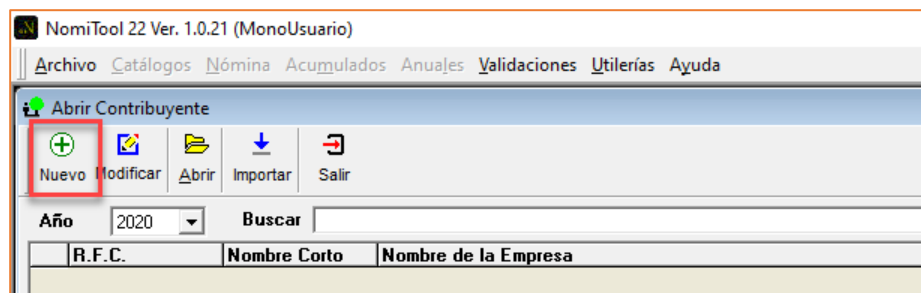 NomiTool 22 Ver. 1.0.21 (MonoUsuario)
Archivo Catálogos Nómina Acumulados Anuales Validaciones Utilerías Ayuda
Abrir Contribuyente
Nuevo Modificar Abrir Importar Salir
Año 2020 Buscar
R.F.C. Nombre Corto Nombre de la Empresa